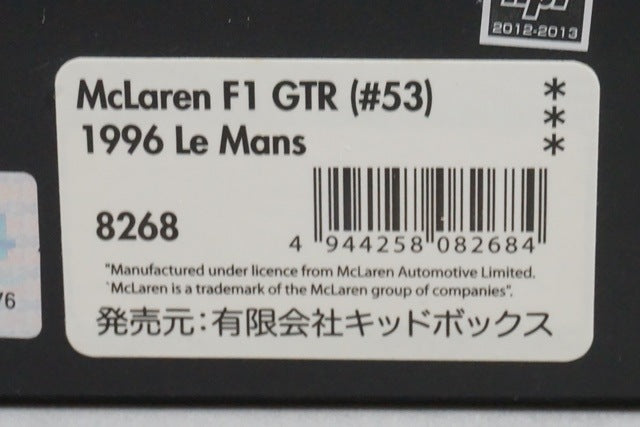 2012-2013
McLaren F1 GTR (#53)
1996 Le Mans
***
8268
4 944258 082684
"Manufactured under licence from McLaren Automotive Limited.
`McLaren is a trademark of the McLaren group of companies".
発売元：有限会社キッドボックス
76